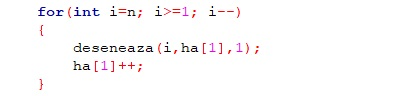 for(int i=n; i>=1; i--)
{
deseneaza(i,ha[1],1);
ha[1]++;
}